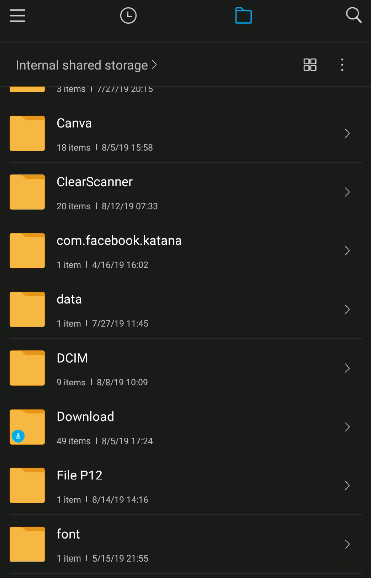 Internal shared storage
3 items | 7/27/19 20:15
Canva
18 items | 8/5/19 15:58
ClearScanner
20 items | 8/12/19 07:33
com.facebook.katana
1 item | 4/16/19 16:02
data
1 item | 7/27/19 11:45
DCIM
9 items | 8/8/19 10:09
Download
49 items | 8/5/19 17:24
File P12
1 item | 8/14/19 14:16
font
1 item | 5/15/19 21:55